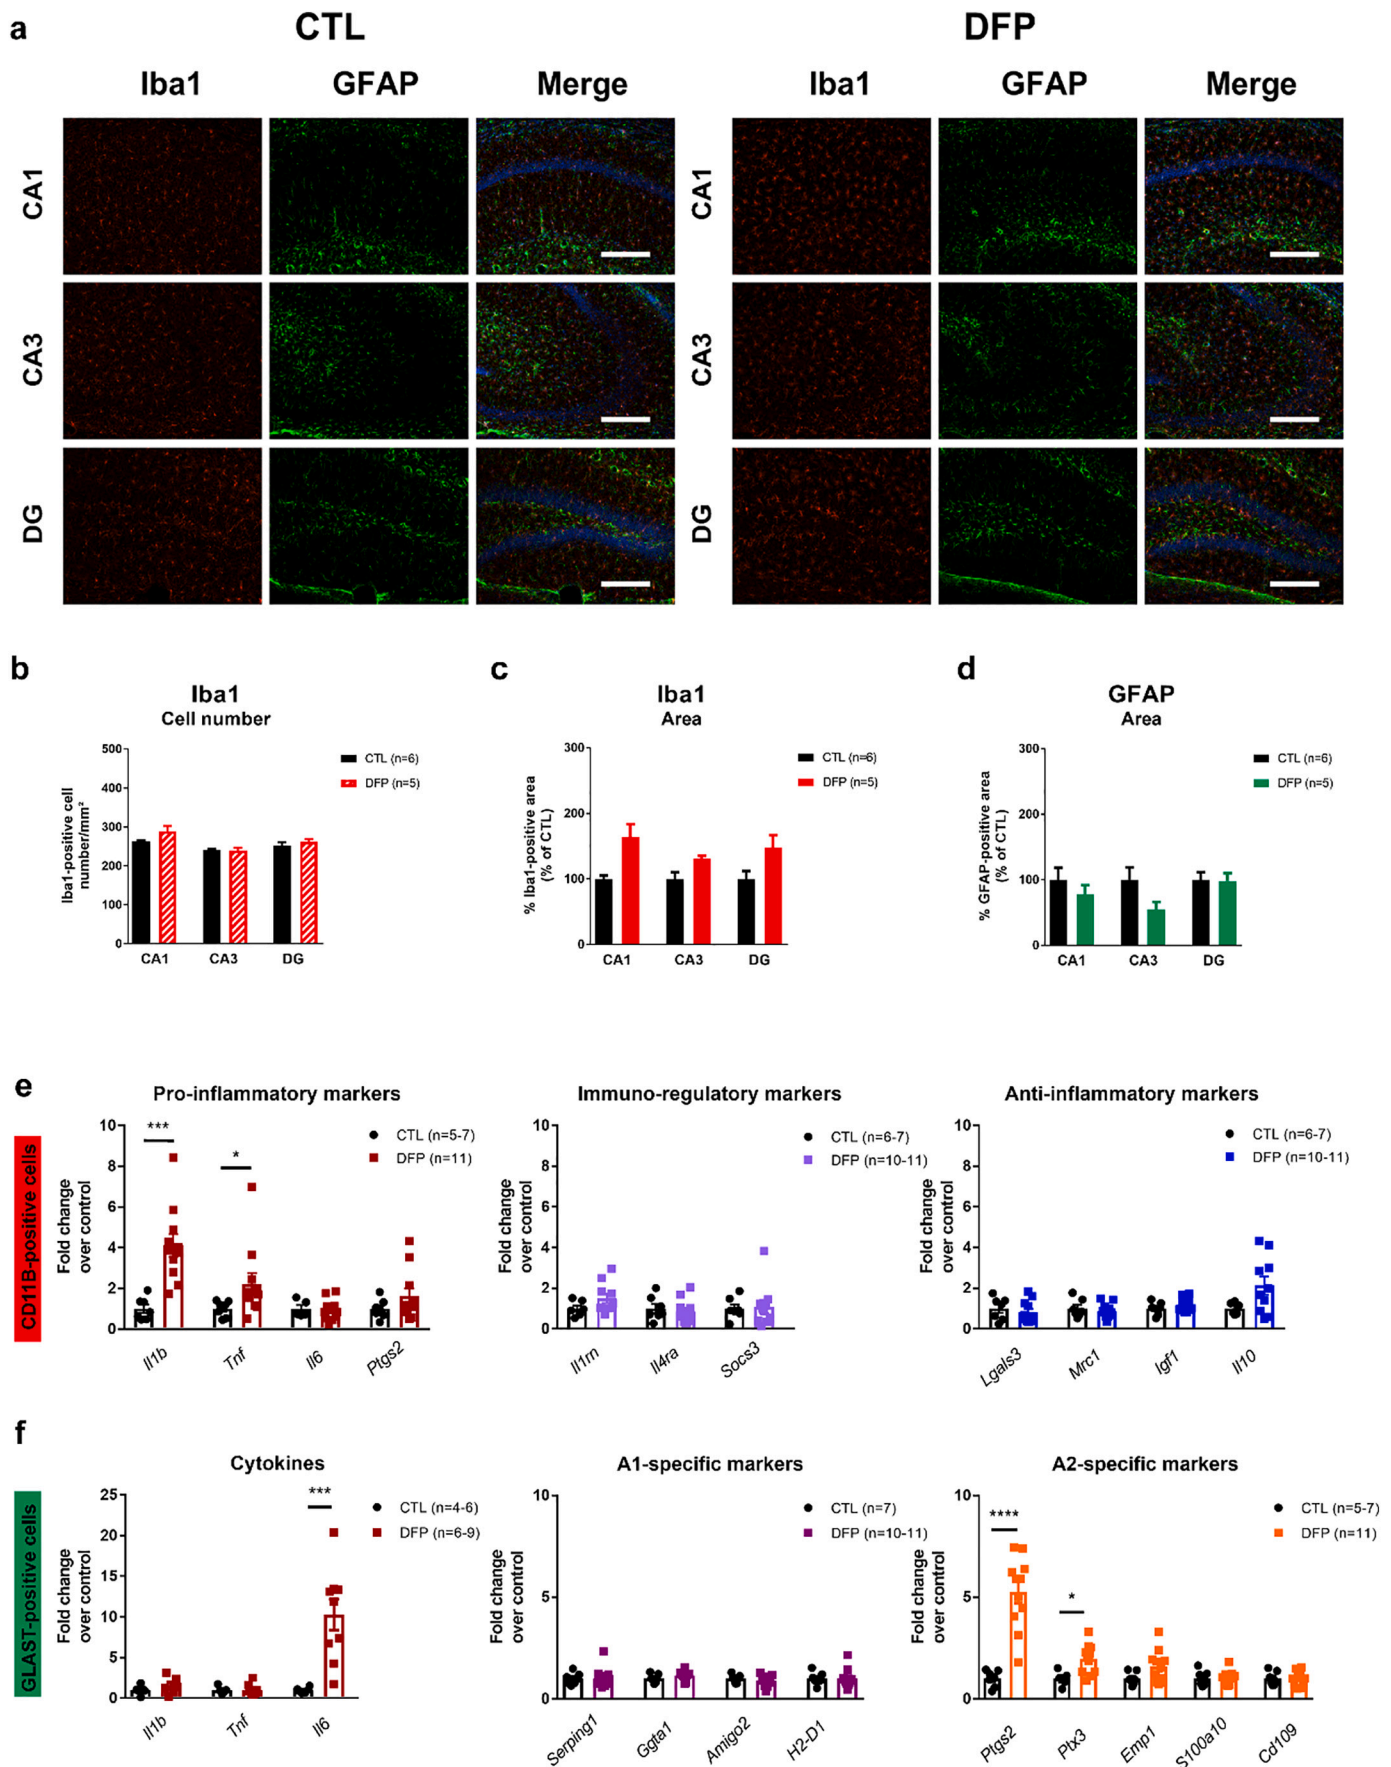 a
CTL DFP
Iba1 GFAP Merge Iba1 GFAP Merge
CA1 CA1
CA3 CA3
DG DG
b
Iba1
Cell number
Iba1-positive cell
number/mm²
500
400
300
200
100
0
CA1 CA3 DG
CTL (n=6)
DFP (n=5)
c
Iba1
Area
% Iba1-positive area
(% of CTL)
300
200
100
0
CA1 CA3 DG
CTL (n=6)
DFP (n=5)
d
GFAP
Area
% GFAP-positive area
(% of CTL)
300
200
100
0
CA1 CA3 DG
CTL (n=6)
DFP (n=5)
e
CD11B-positive cells
Pro-inflammatory markers
Fold change
over control
10
8
6
4
2
0
***
*
CTL (n=5-7)
DFP (n=11)
Il1b Tnf Il6 Ptgs2
Immuno-regulatory markers
Fold change
over control
10
8
6
4
2
0
CTL (n=6-7)
DFP (n=10-11)
Il1rn Il4ra Socs3
Anti-inflammatory markers
Fold change
over control
10
8
6
4
2
0
CTL (n=6-7)
DFP (n=10-11)
Lgals3 Mrc1 Igf1 Il10
f
GLAST-positive cells
Cytokines
Fold change
over control
25
20
15
10
5
0
***
CTL (n=4-6)
DFP (n=6-9)
Il1b Tnf Il6
A1-specific markers
Fold change
over control
10
5
0
CTL (n=7)
DFP (n=10-11)
Serping1 Ggta1 Amigo2 H2-D1
A2-specific markers
Fold change
over control
10
5
0
****
*
CTL (n=5-7)
DFP (n=11)
Ptgs2 Ptx3 Emp1 S100a10 Cd109